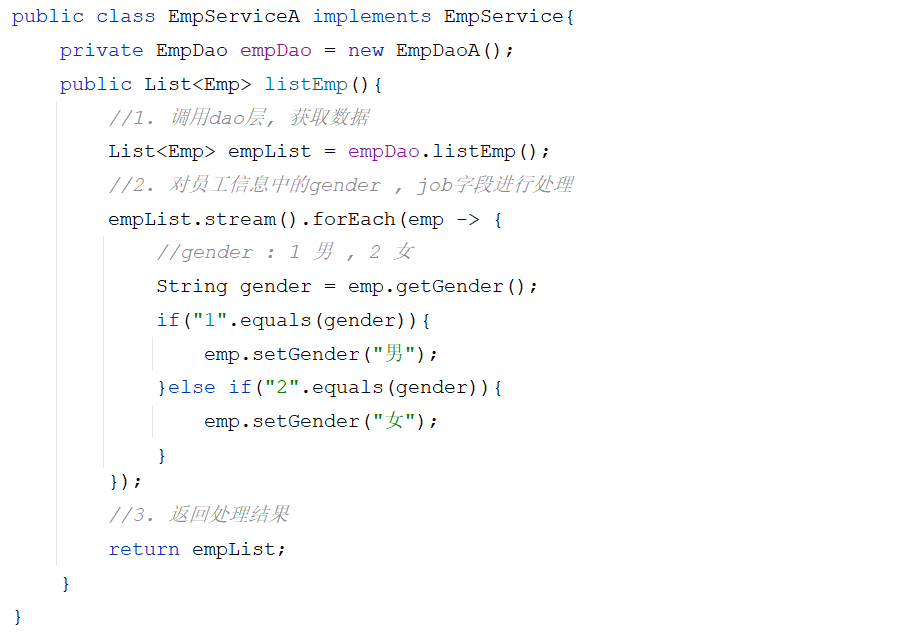 public class EmpServiceA implements EmpService{
    private EmpDao empDao = new EmpDaoA();
    public List<Emp> listEmp(){
        //1. 调用dao层, 获取数据
        List<Emp> empList = empDao.listEmp();
        //2. 对员工信息中的gender , job字段进行处理
        empList.stream().forEach(emp -> {
            //gender : 1 男 , 2 女
            String gender = emp.getGender();
            if("1".equals(gender)){
                emp.setGender("男");
            }else if("2".equals(gender)){
                emp.setGender("女");
            }
        });
        //3. 返回处理结果
        return empList;
    }
}